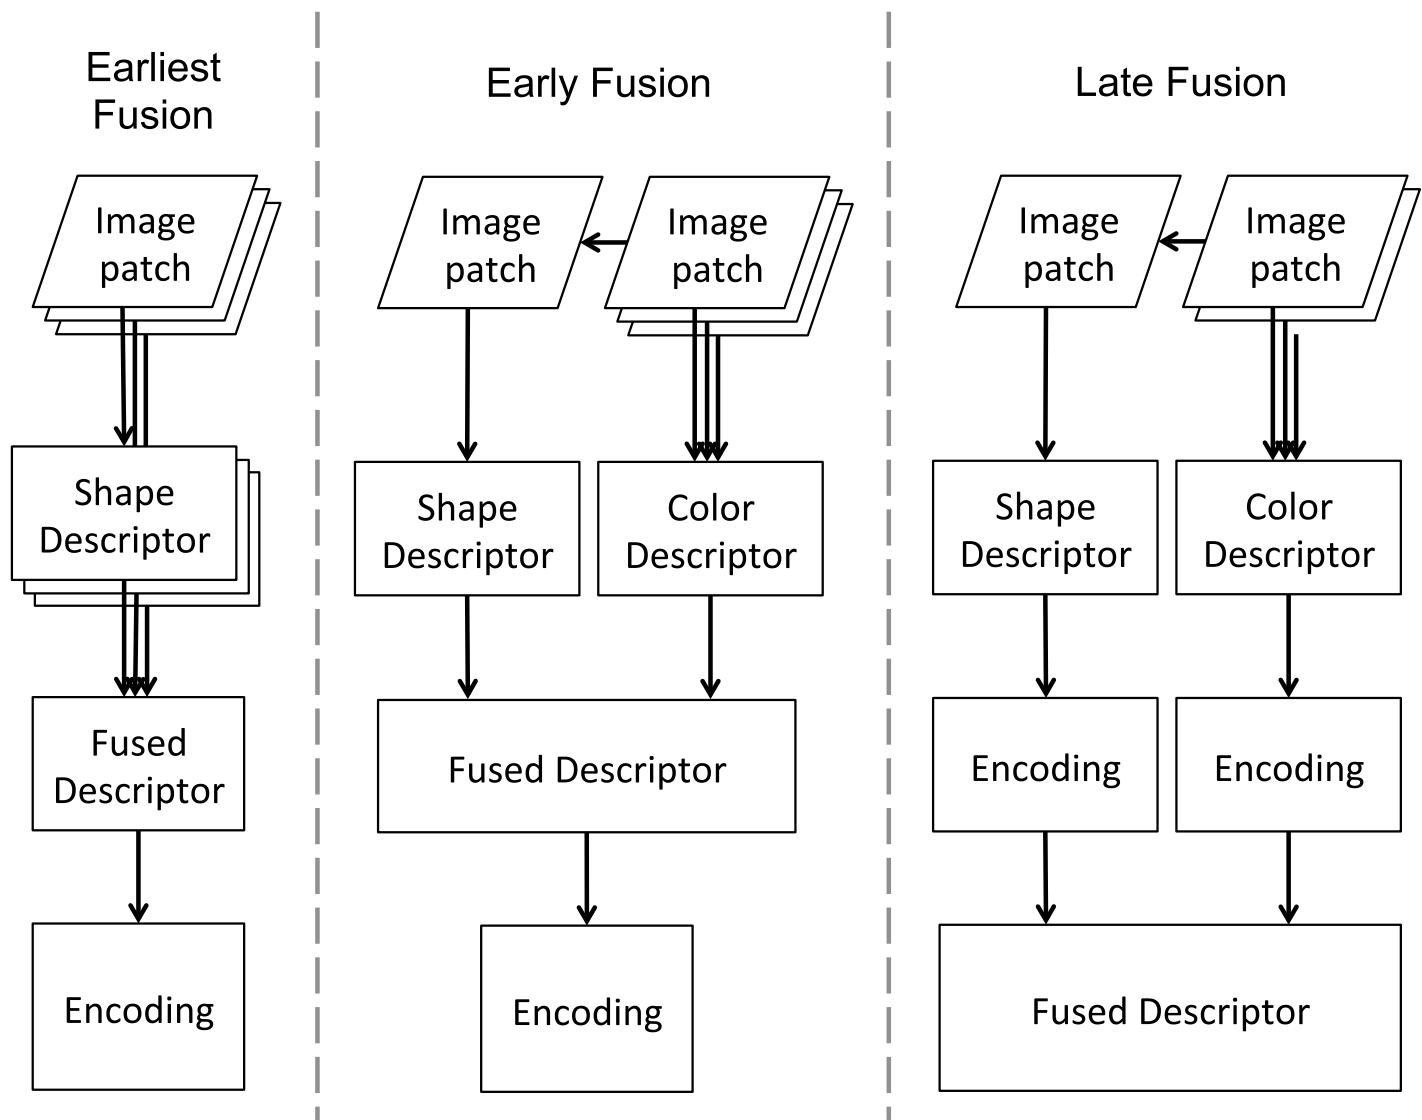 Earliest
Fusion
Image
patch
Shape
Descriptor
Fused
Descriptor
Encoding
Early Fusion
Image
patch
Image
patch
Shape
Descriptor
Color
Descriptor
Fused Descriptor
Encoding
Late Fusion
Image
patch
Image
patch
Shape
Descriptor
Color
Descriptor
Encoding
Encoding
Fused Descriptor